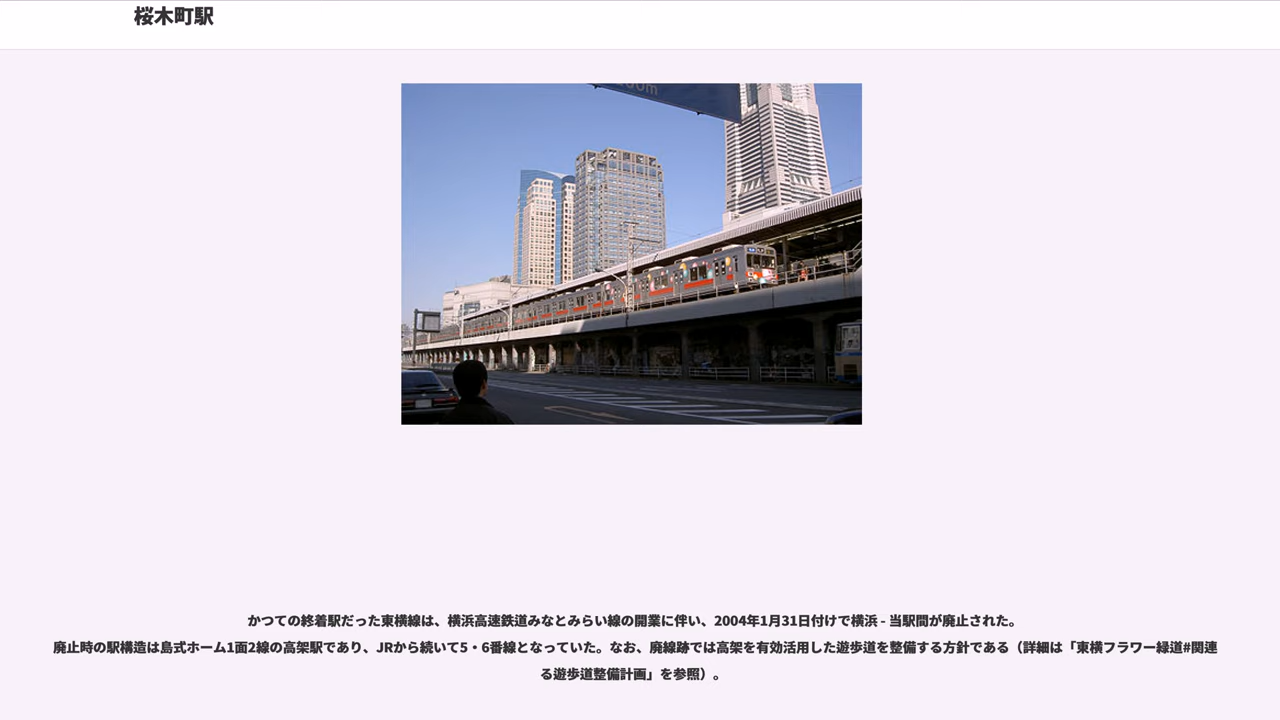 桜木町駅
かつての終着駅だった東横線は、横浜高速鉄道みなとみらい線の開業に伴い、2004年1月31日付けで横浜 - 当駅間が廃止された。
廃止時の駅構造は島式ホーム1面2線の高架駅であり、JRから続いて5・6番線となっていた。なお、廃線跡では高架を有効活用した遊歩道を整備する方針である（詳細は「東横フラワー緑道#関連
る遊歩道整備計画」を参照）。